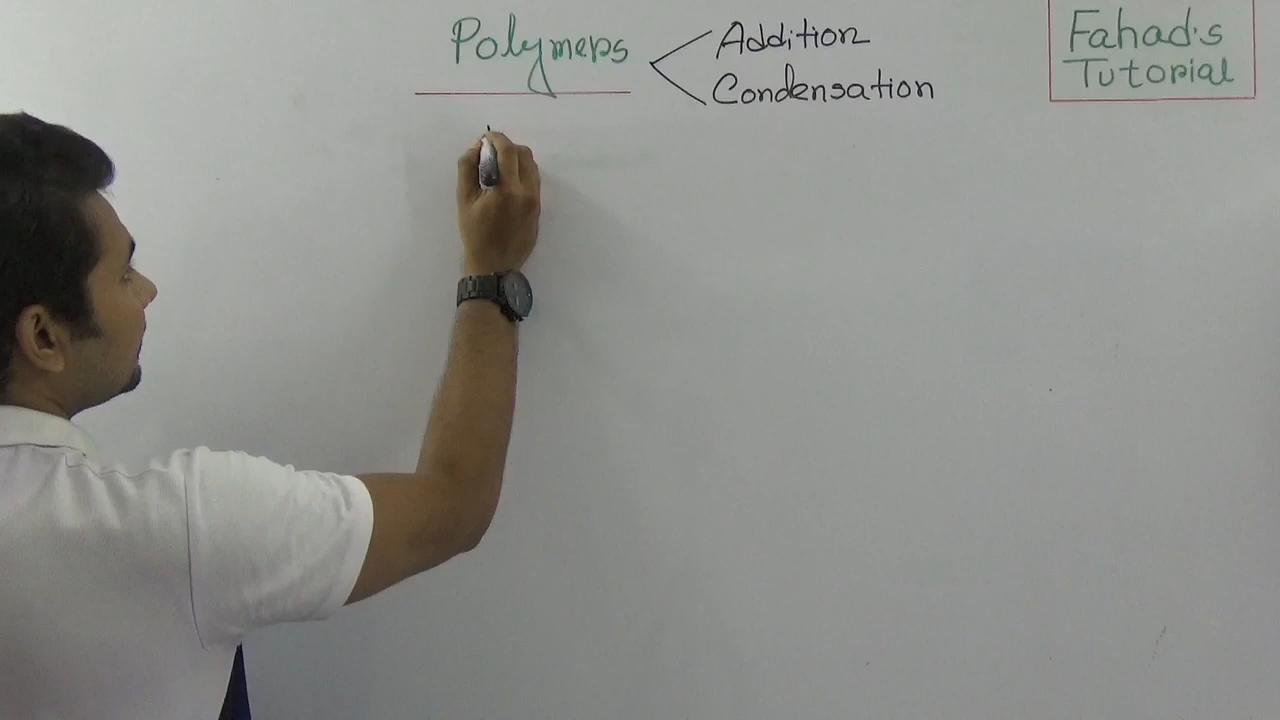 Polymers
Addition
Condensation
Fahad's
Tutorial